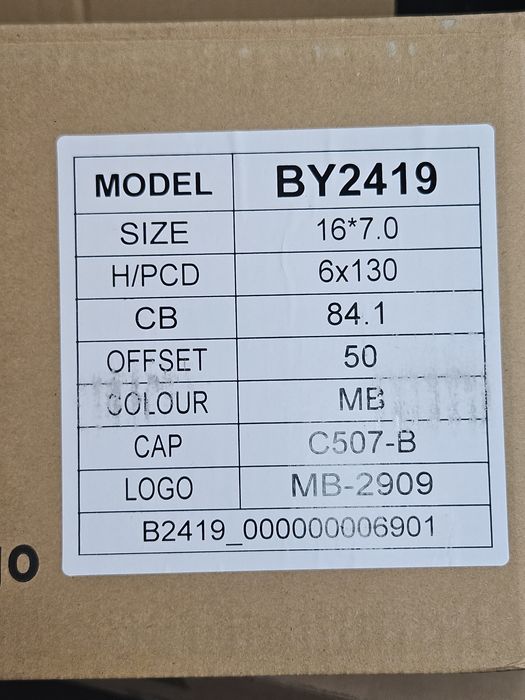 MODEL BY2419
SIZE 16*7.0
H/PCD 6x130
CB 84.1
OFFSET 50
COLOUR MB
CAP C507-B
LOGO MB-2909
B2419_000000006901